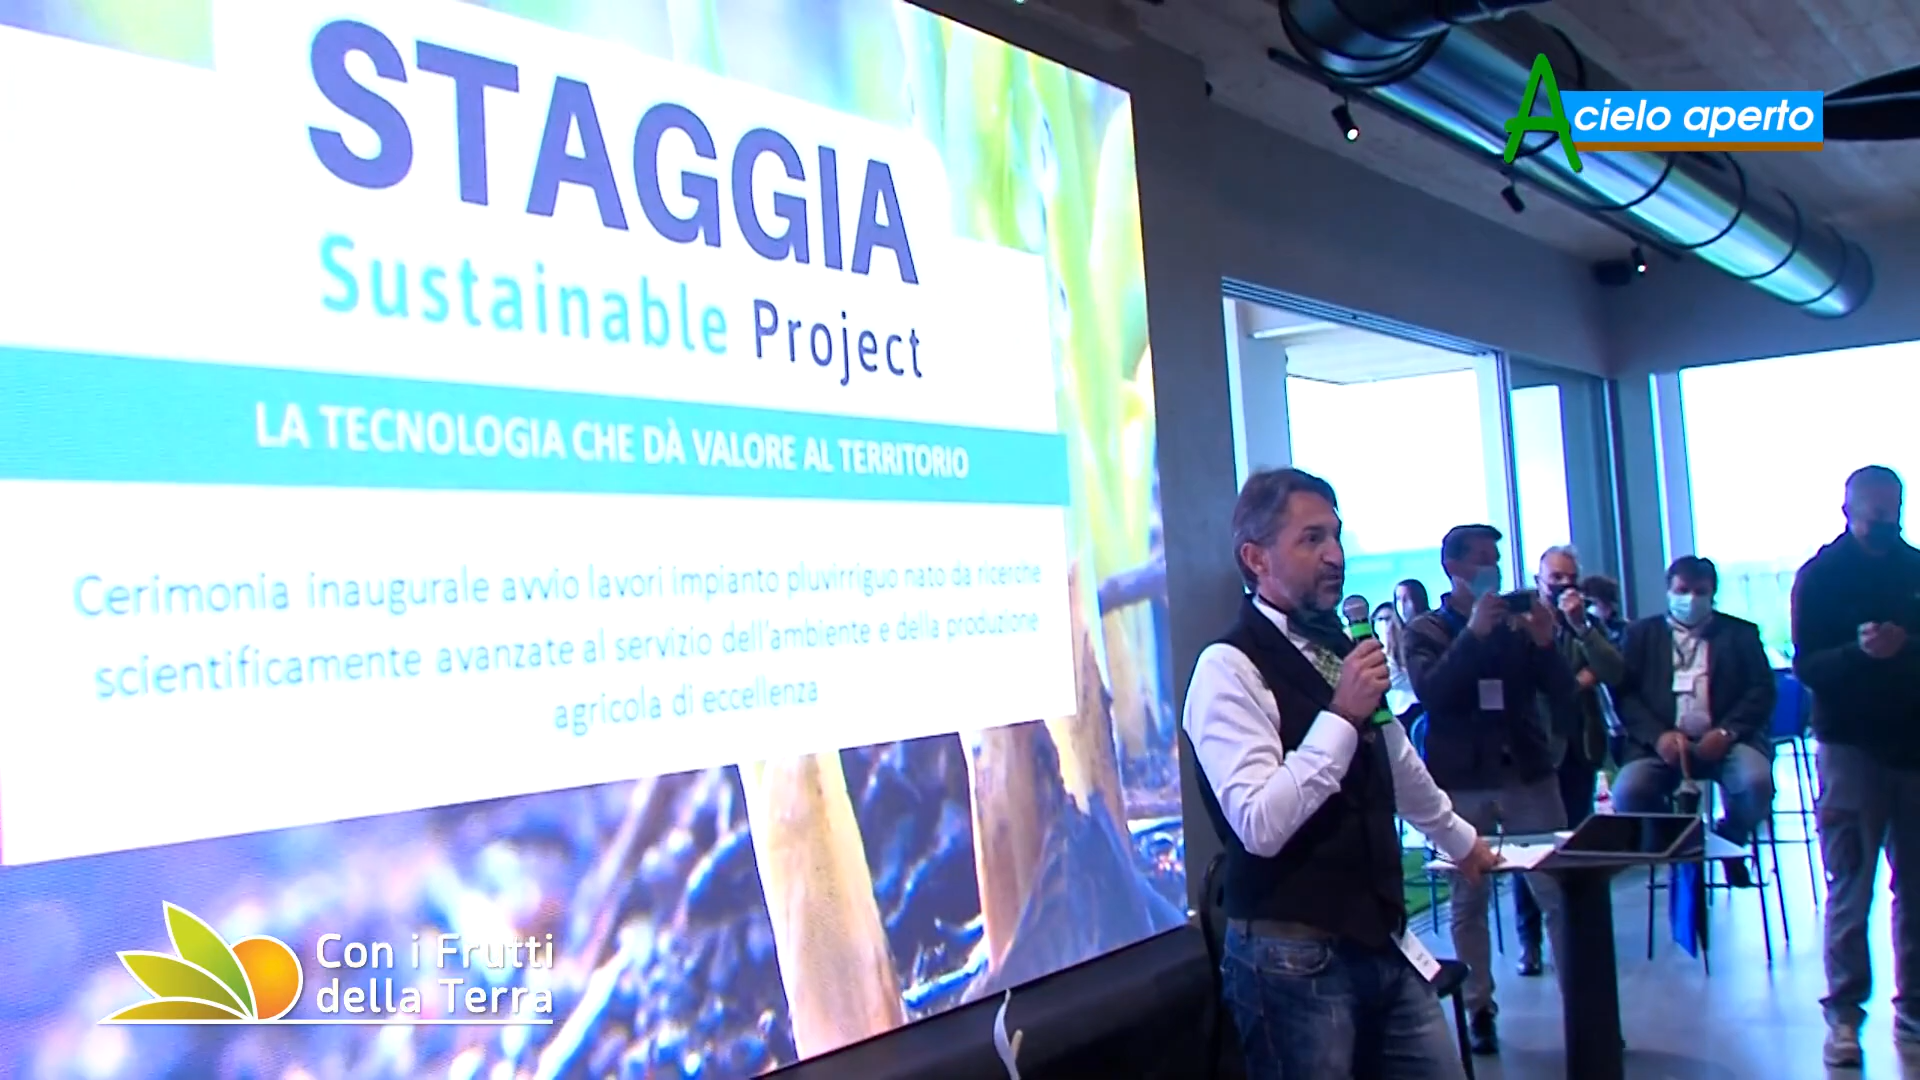 STAGGIA
Sustainable Project
LA TECNOLOGIA CHE DÀ VALORE AL TERRITORIO
Cerimonia inaugurale avvio lavori impianto pluvirriguo nato da ricerche
scientificamente avanzate al servizio dell'ambiente e della produzione
agricola di eccellenza
A cielo aperto
Con i Frutti
della Terra